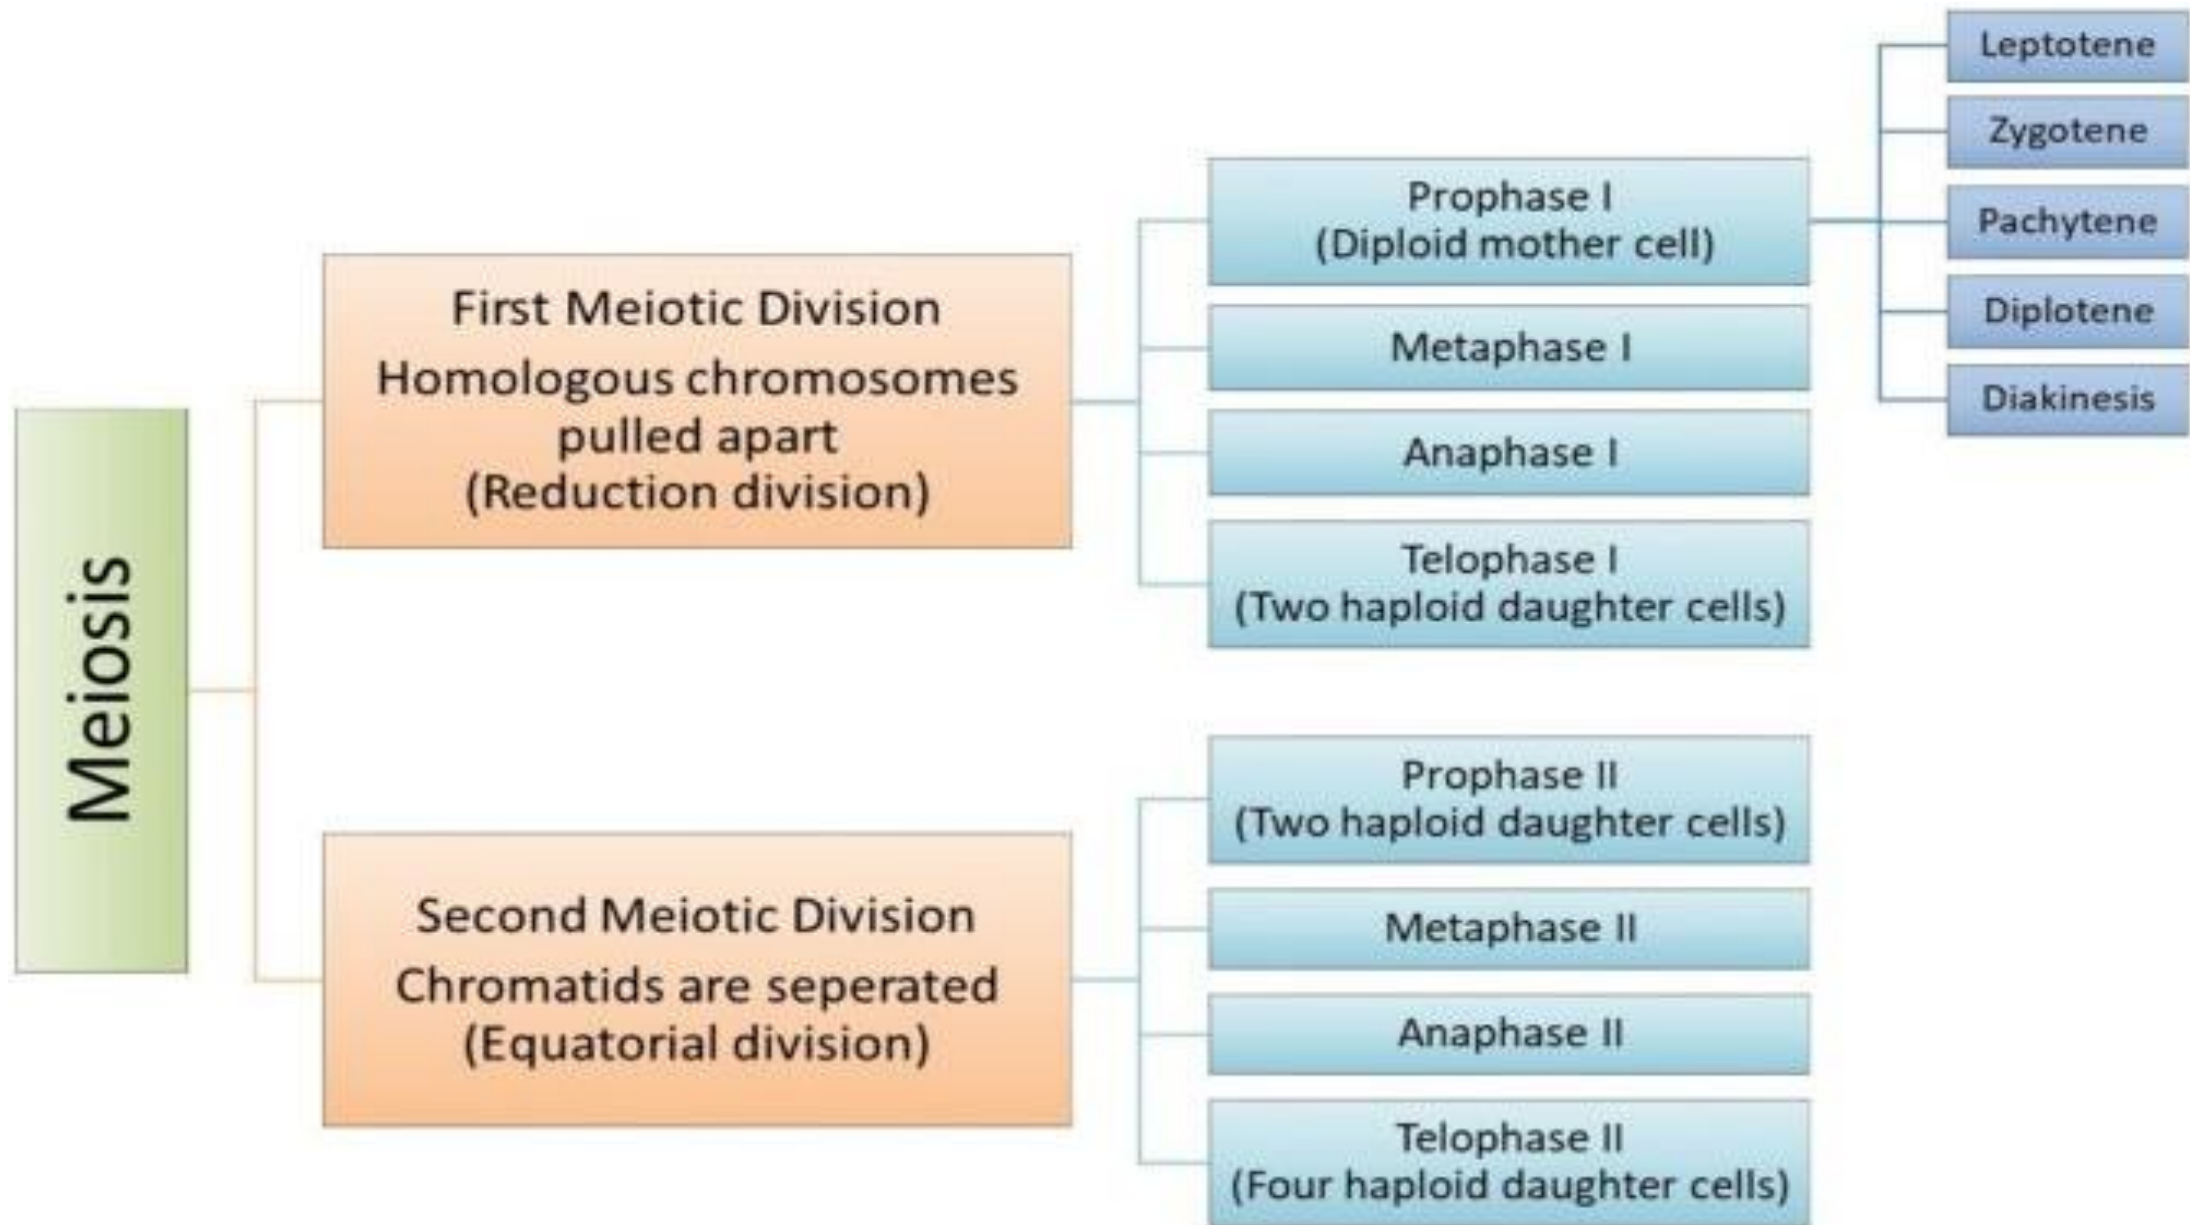 Meiosis
First Meiotic Division
Homologous chromosomes
pulled apart
(Reduction division)
Prophase I
(Diploid mother cell)
Metaphase I
Anaphase I
Telophase I
(Two haploid daughter cells)
Leptotene
Zygotene
Pachytene
Diplotene
Diakinesis
Second Meiotic Division
Chromatids are seperated
(Equatorial division)
Prophase II
(Two haploid daughter cells)
Metaphase II
Anaphase II
Telophase II
(Four haploid daughter cells)